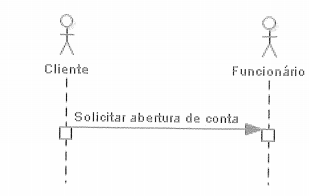 Cliente
Funcionário
Solicitar abertura de conta